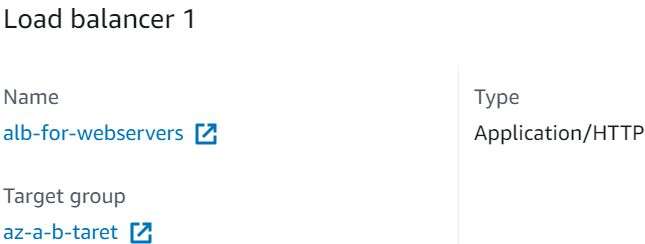 Load balancer 1
Name
alb-for-webservers
Type
Application/HTTP
Target group
az-a-b-taret